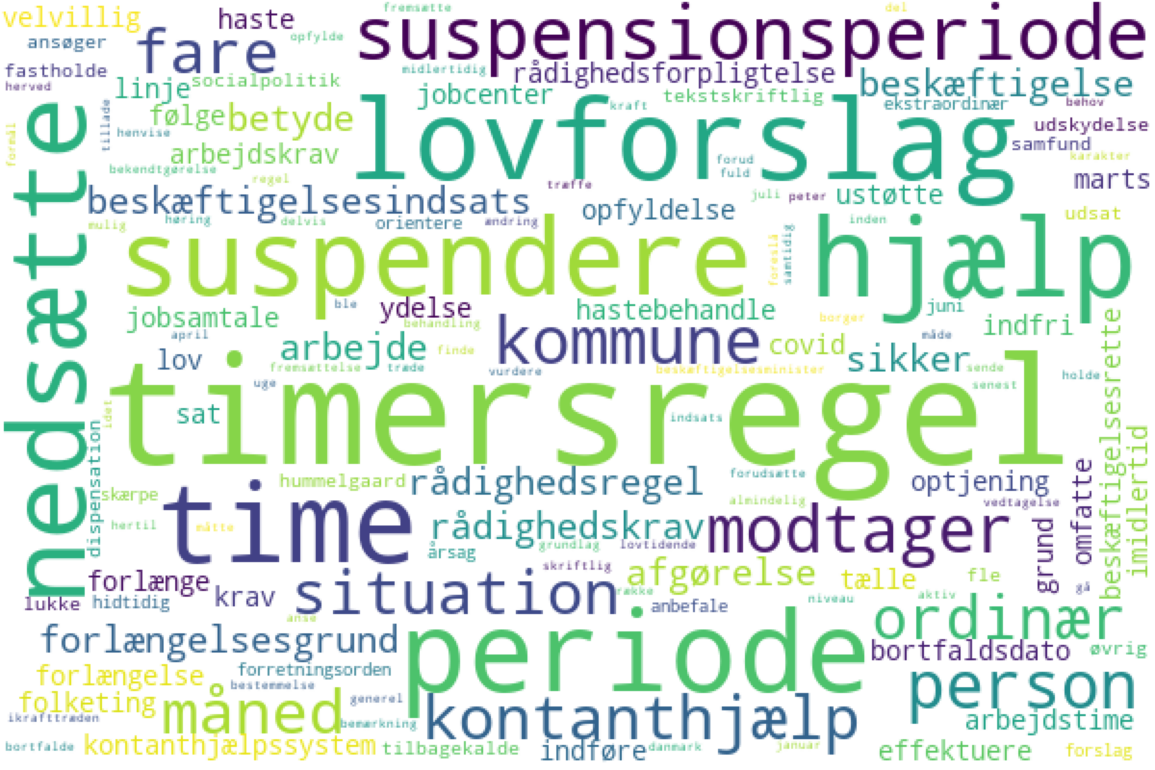 fremsætte del
velvillig haste suspensionsperiode
ansøger fare opfylde
fastholde socialpolitik midlertidig rådighedsforpligtelse beskæftigelse
herved linje jobcenter tekstskriftlig ekstraordinær behov
formål nedsætte tillade følge betyde lovforslag kraft udskydelse
henvise arbejdskrav forud samfund
bekendtgørelse fuld karakter
regel træffe marts
beskæftigelsesindsats opfyldelse juli peter ustøtte
mulig høring delvis orientere ændring inden udsat
suspendere foreslå samtidig hjælp
ble ydelse hastebehandle juni
jobsamtale behandling kommune borger indfri
april arbejde finde covid måde
lov fremsættelse træde vurdere beskæftigelsesminister sikker sende
uge timersregel senest holde
idet sat indsats beskæftigelsesrette
dispensation imidlertid
hummelgaard rådighedsregel forudsætte optjening
skærpe time almindelig vedtagelse
hertil måtte rådighedskrav modtager grund omfatte
årsag grundlag lovtidende
forlænge skriftlig afgørelse tælle fle gå
lukke hidtidig krav situation række anbefale niveau aktiv
anse periode ordinær
forlængelsesgrund bortfaldsdato øvrig
forlængelse forretningsorden person
folketing bestemmelse generel
ikrafttræden måned bemærkning kontanthjælp arbejdstime
bortfalde kontanthjælpssystem tilbagekalde indføre danmark januar effektuere forslag